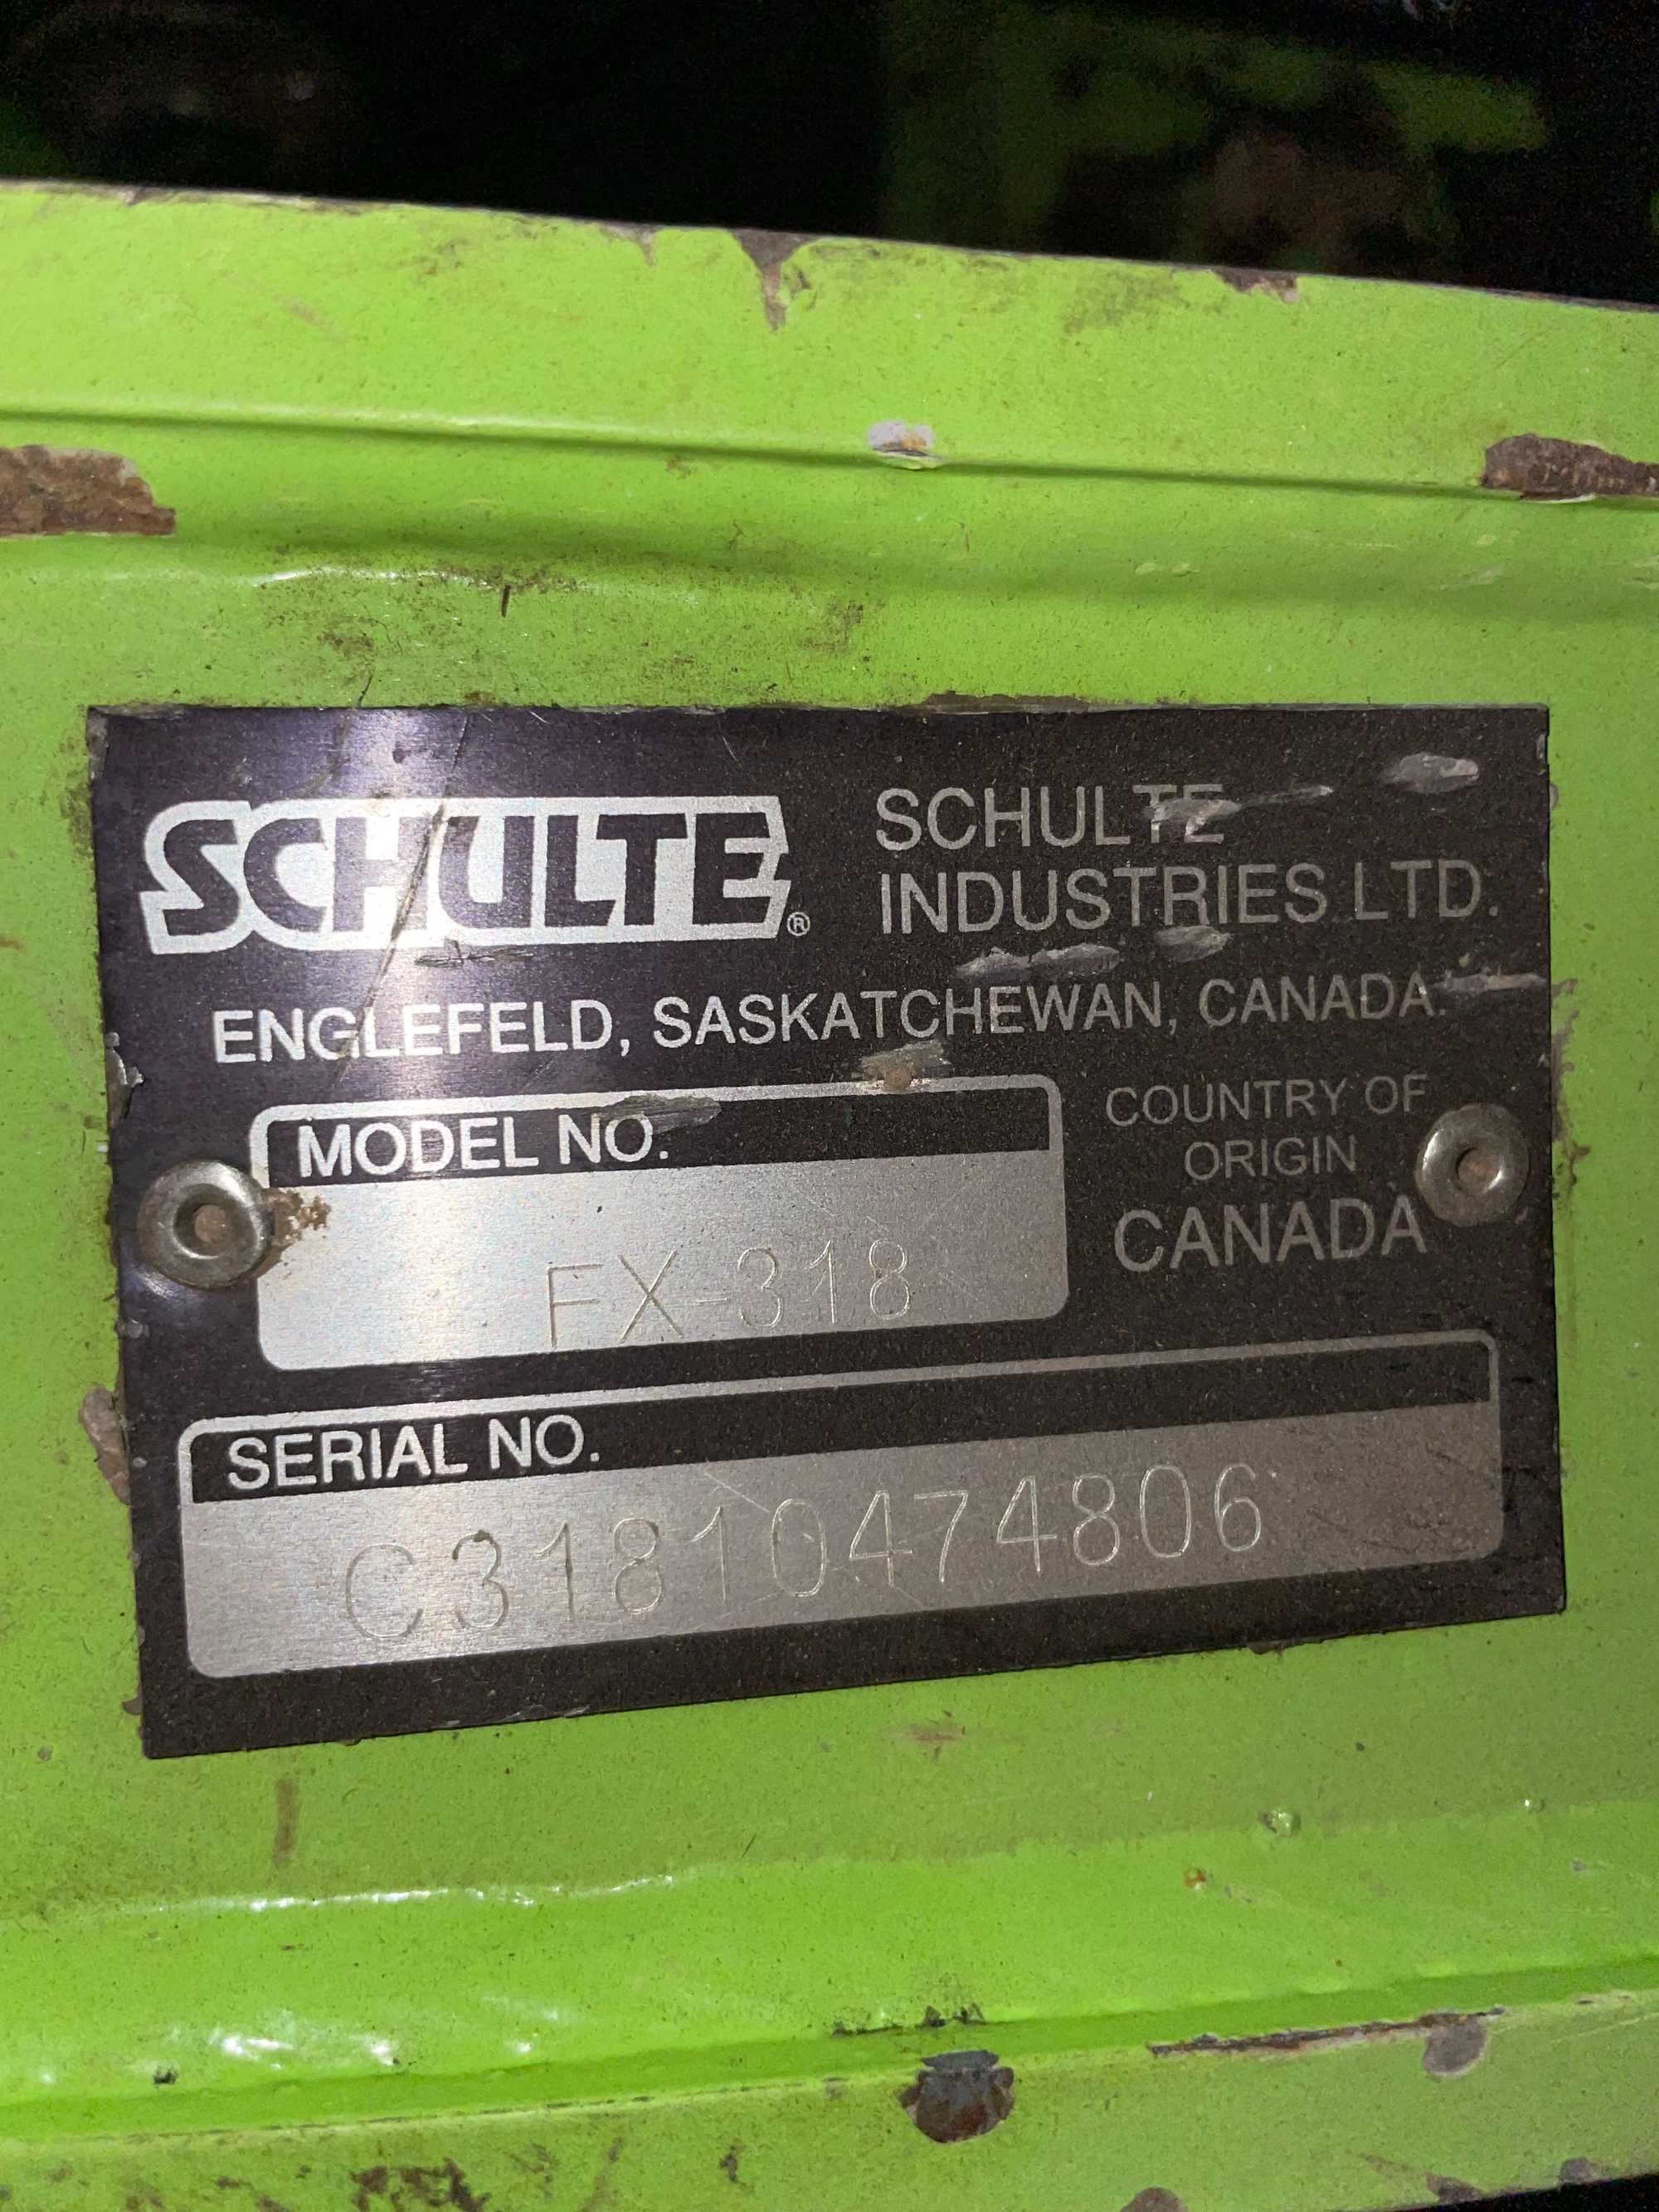 SCHULTE®
SCHULTE
INDUSTRIES LTD.
ENGLEFELD, SASKATCHEWAN, CANADA.
MODEL NO.
FX-318
COUNTRY OF
ORIGIN
CANADA
SERIAL NO.
C31810474806